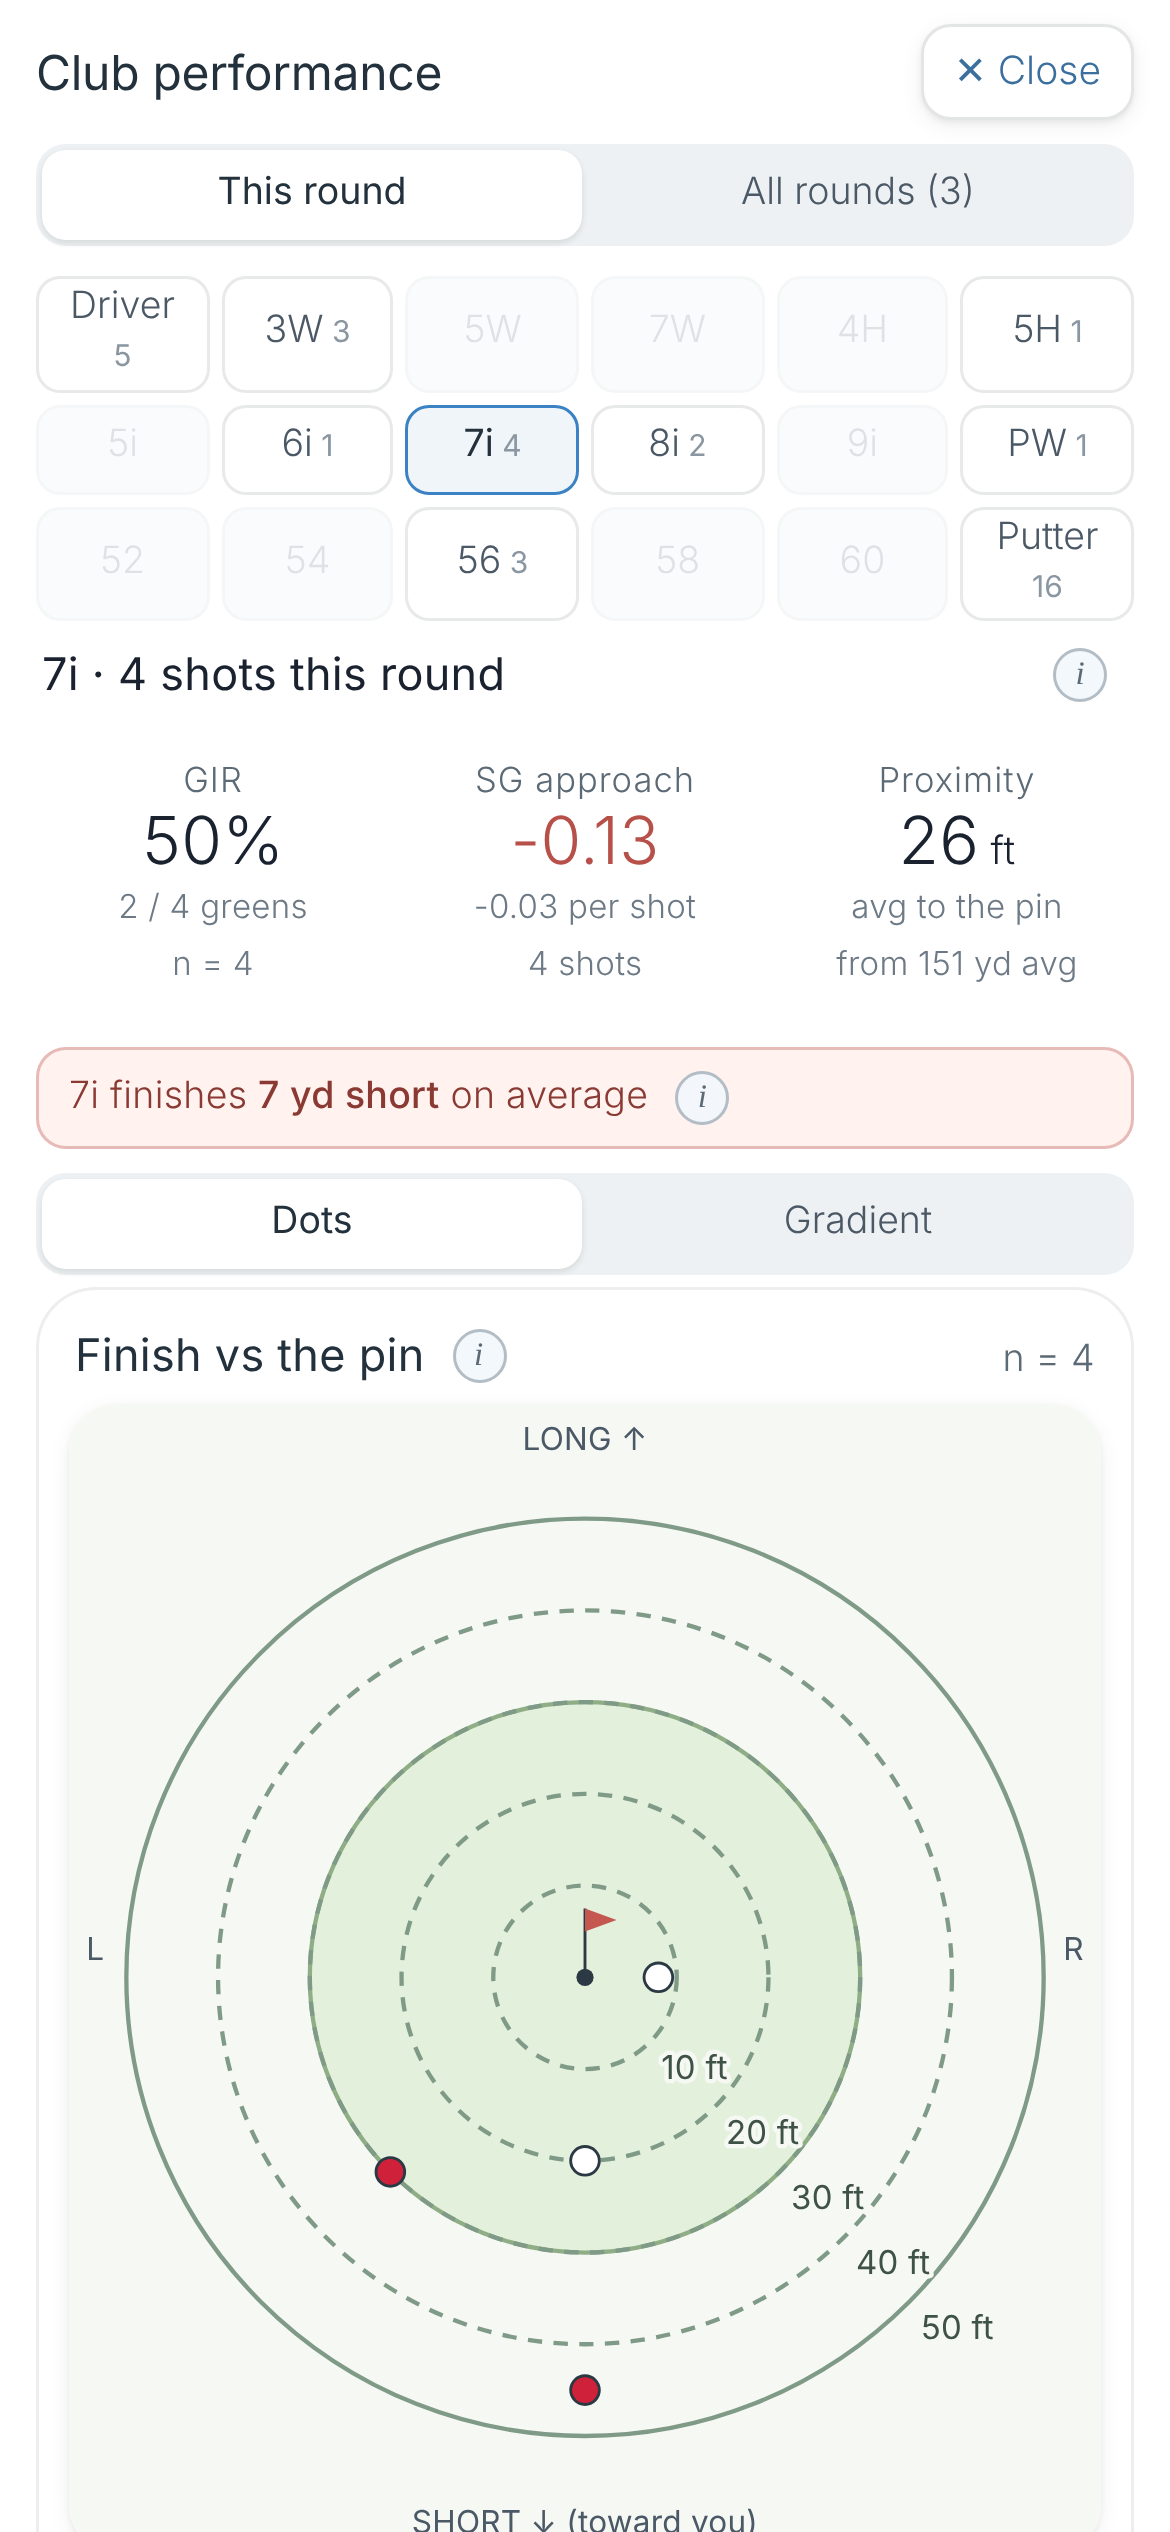 Club performance
✕ Close
This round
All rounds (3)
Driver
5
3W 3
5W
7W
4H
5H 1
5i
6i 1
7i 4
8i 2
9i
PW 1
52
54
56 3
58
60
Putter
16
7i · 4 shots this round
i
GIR
50%
2 / 4 greens
n = 4
SG approach
-0.13
-0.03 per shot
4 shots
Proximity
26 ft
avg to the pin
from 151 yd avg
7i finishes 7 yd short on average
i
Dots
Gradient
Finish vs the pin
i
n = 4
LONG ↑
L
R
10 ft
20 ft
30 ft
40 ft
50 ft
SHORT ↓ (toward you)